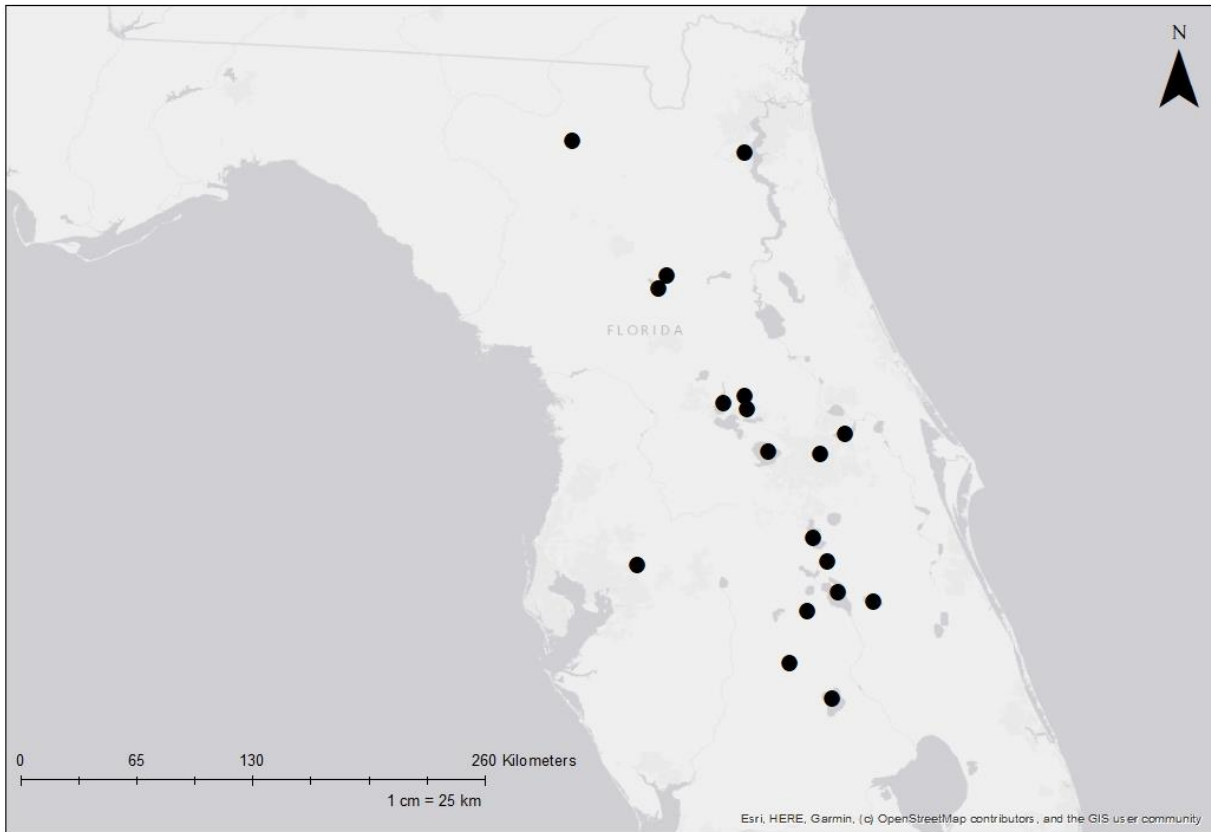 N
FLORIDA
0 65 130 260 Kilometers
1 cm = 25 km
Esri, HERE, Garmin, (c) OpenStreetMap contributors, and the GIS user community